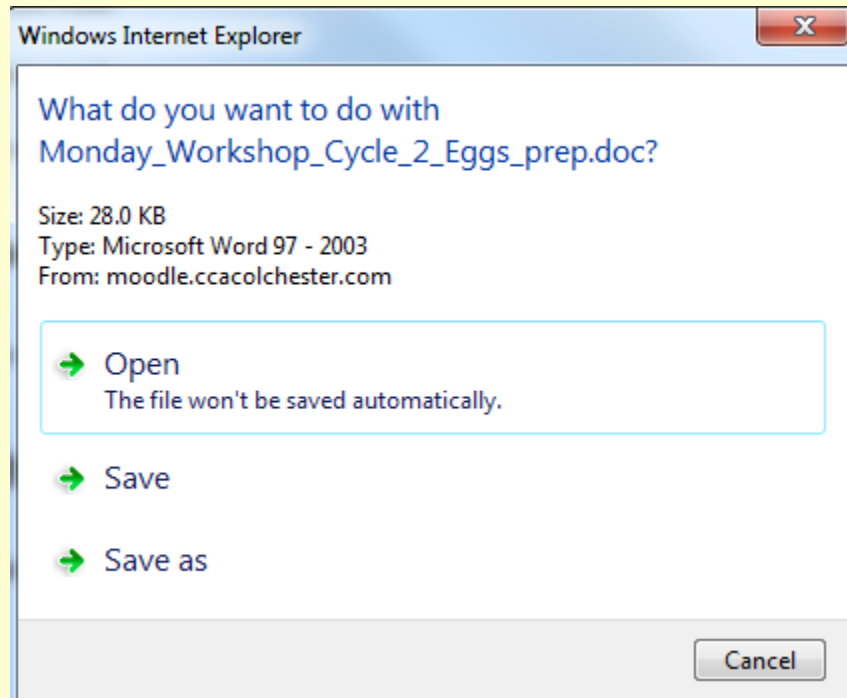 Windows Internet Explorer
What do you want to do with
Monday_Workshop_Cycle_2_Eggs_prep.doc?
Size: 28.0 KB
Type: Microsoft Word 97 - 2003
From: moodle.ccacolchester.com
Open
The file won't be saved automatically.
Save
Save as
Cancel